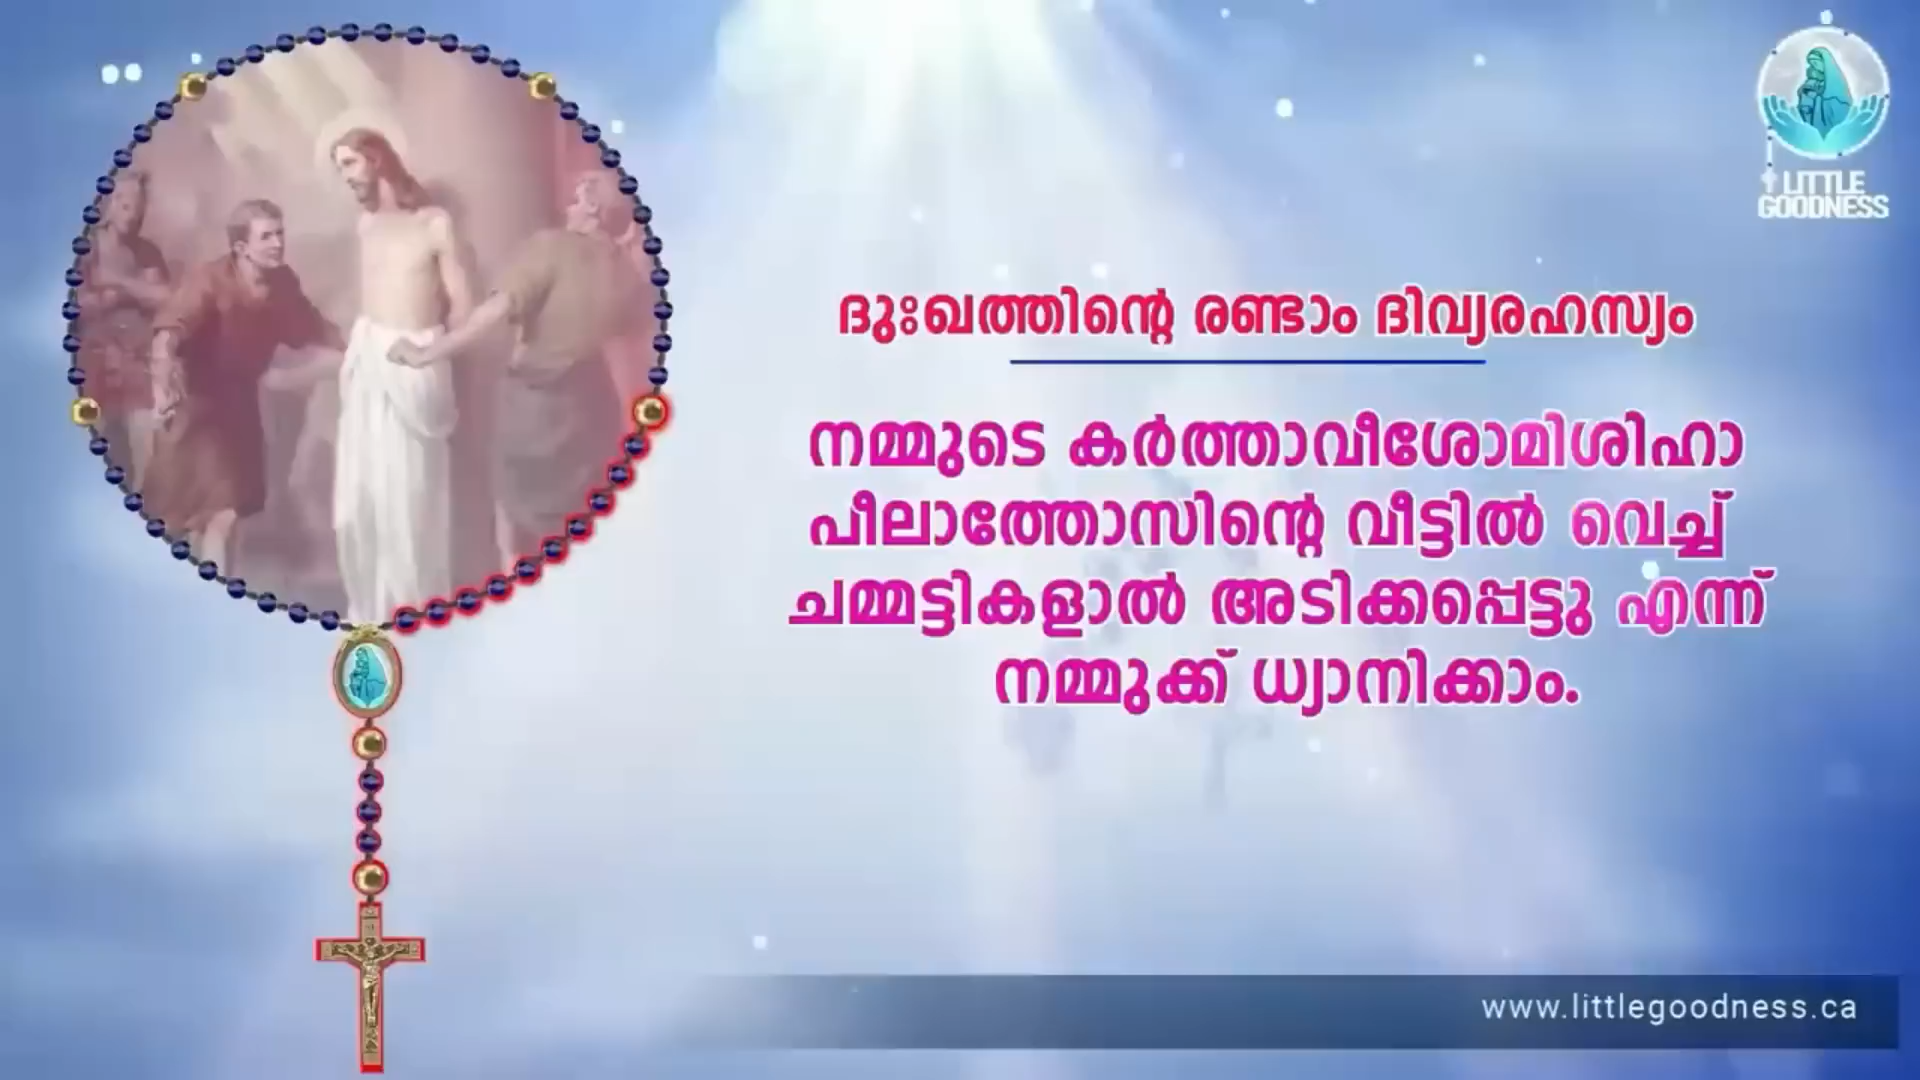 LITTLE
GOODNESS
ദുഃഖത്തിന്റെ രണ്ടാം ദിവ്യരഹസ്യം
നമ്മുടെ കർത്താവീശോമിശിഹാ
പീലാത്തോസിന്റെ വീട്ടിൽ വെച്ച്
ചമ്മട്ടികളാൽ അടിക്കപ്പെട്ടു എന്ന്
നമ്മുക്ക് ധ്യാനിക്കാം.
www.littlegoodness.ca